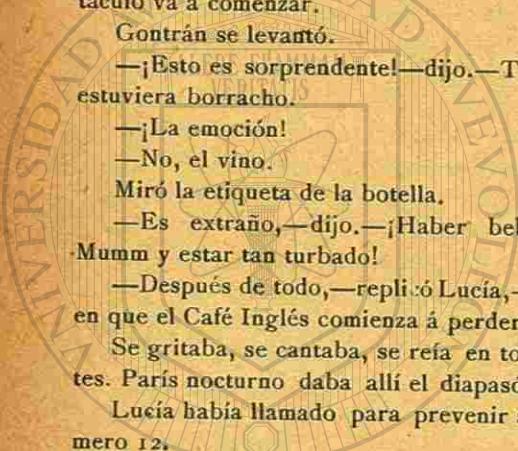 táculo va á comenzar.
Gontrán se levantó.
—¡Esto es sorprendente!—dijo.—T
estuviera borracho.
—¡La emoción!
—No, el vino.
Miró la etiqueta de la botella.
—Es extraño,—dijo.—¡Haber be
Mumm y estar tan turbado!
—Después de todo,—replicó Lucía,—
en que el Café Inglés comienza á perder
Se gritaba, se cantaba, se reía en to
tes. París nocturno daba allí el diapasó
Lucía había llamado para prevenir
mero 12.